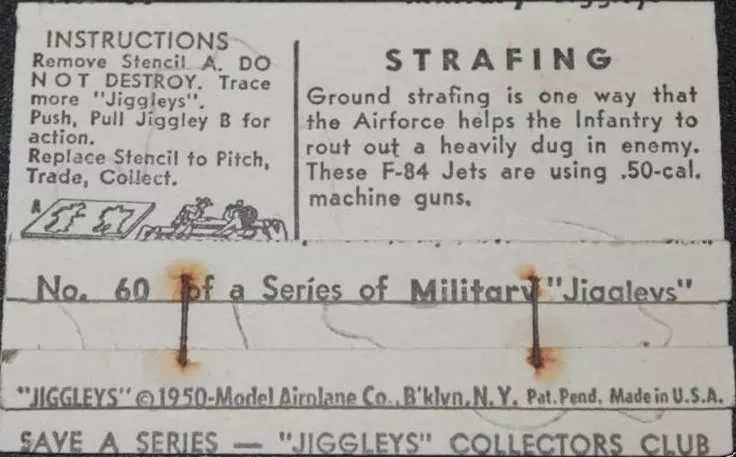 INSTRUCTIONS
Remove Stencil A. DO
NOT DESTROY. Trace
more "Jiggleys".
Push, Pull Jiggley B for
action.
Replace Stencil to Pitch,
Trade, Collect.
A
STRAFING
Ground strafing is one way that
the Airforce helps the Infantry to
rout out a heavily dug in enemy.
These F-84 Jets are using .50-cal.
machine guns.
No. 60 of a Series of Military "Jiggleys"
"JIGGLEYS" © 1950-Model Airplane Co., B'klyn, N.Y. Pat. Pend. Made in U.S.A.
SAVE A SERIES — "JIGGLEYS" COLLECTORS CLUB